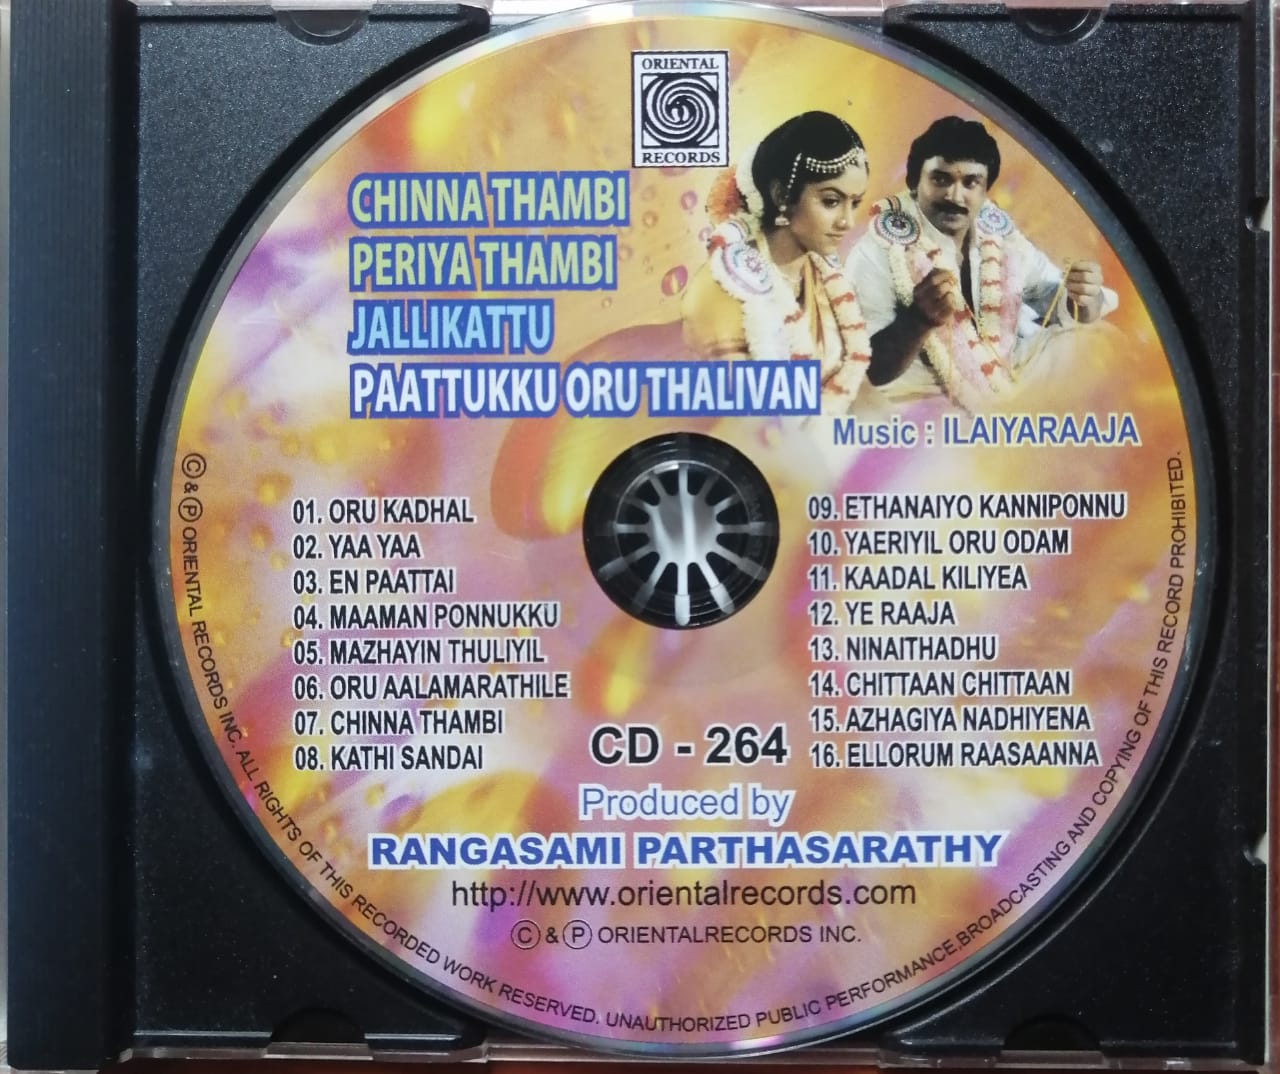 ORIENTAL
RECORDS
CHINNA THAMBI
PERIYA THAMBI
JALLIKATTU
PAATTUKKU ORU THALIVAN
Music : ILAIYARAAJA
01. ORU KADHAL
02. YAA YAA
03. EN PAATTAI
04. MAAMAN PONNUKKU
05. MAZHAYIN THULIYIL
06. ORU AALAMARATHILE
07. CHINNA THAMBI
08. KATHI SANDAI
09. ETHANAIYO KANNIPONNU
10. YAERIYIL ORU ODAM
11. KAADAL KILIYEA
12. YE RAAJA
13. NINAITHADHU
14. CHITTAAN CHITTAAN
15. AZHAGIYA NADHIYENA
16. ELLORUM RAASAANNA
CD - 264
Produced by
RANGASAMI PARTHASARATHY
http://www.orientalrecords.com
Ⓒ & Ⓟ ORIENTALRECORDS INC.
Ⓒ & Ⓟ ORIENTAL RECORDS INC. ALL RIGHTS OF THIS RECORDED WORK RESERVED. UNAUTHORIZED PUBLIC PERFORMANCE,BROADCASTING AND COPYING OF THIS RECORD PROHIBITED.